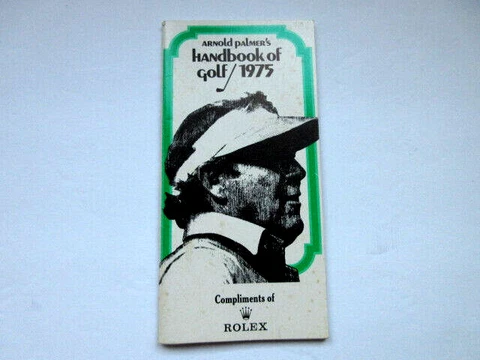 ARNOLD PALMER'S
HANDBOOK OF
GOLF/1975
Compliments of
ROLEX